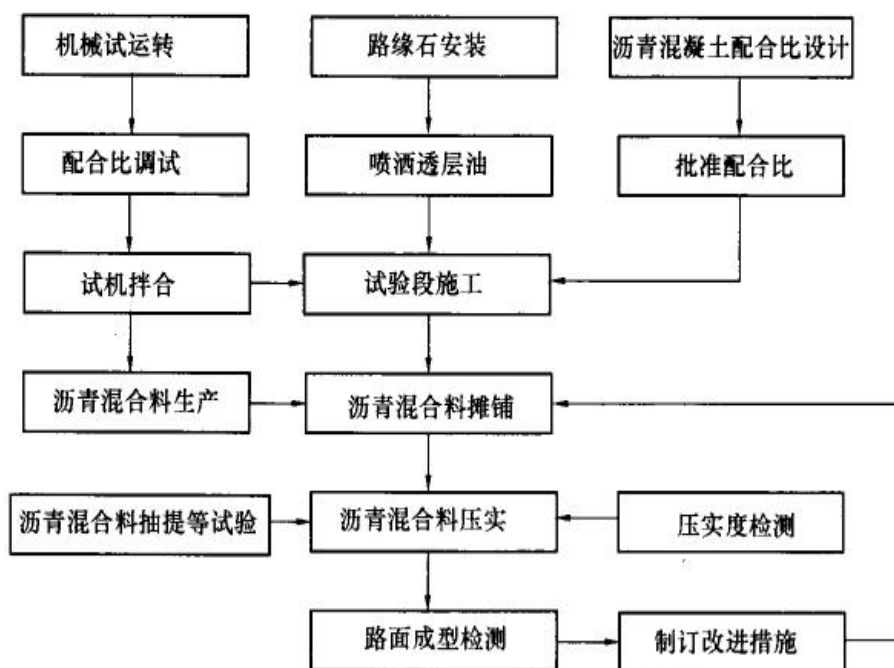 机械试运转
路缘石安装
沥青混凝土配合比设计
配合比调试
喷洒透层油
批准配合比
试机拌合
试验段施工
沥青混合料生产
沥青混合料摊铺
沥青混合料抽提等试验
沥青混合料压实
压实度检测
路面成型检测
制订改进措施